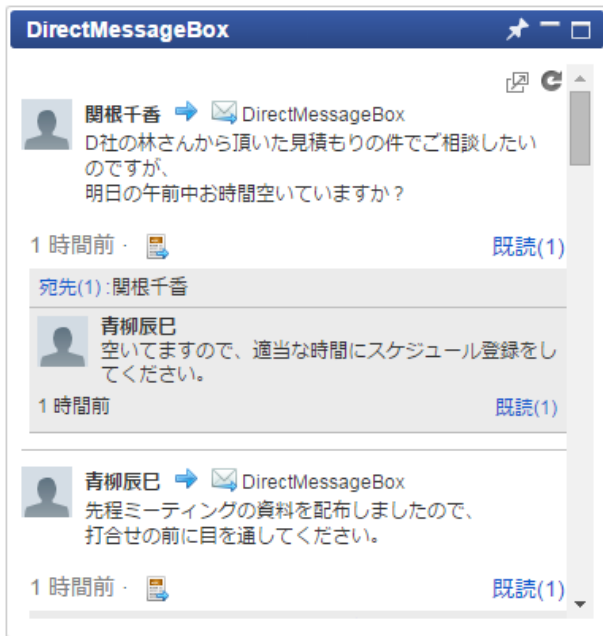 DirectMessageBox
関根千香 DirectMessageBox
D社の林さんから頂いた見積もりの件でご相談したい
のですが、
明日の午前中お時間空いていますか？
1 時間前 · 既読(1)
宛先(1) :関根千香
青柳辰巳
空いてますので、適当な時間にスケジュール登録をし
てください。
1 時間前 既読(1)
青柳辰巳 DirectMessageBox
先程ミーティングの資料を配布しましたので、
打合せの前に目を通してください。
1 時間前 · 既読(1)